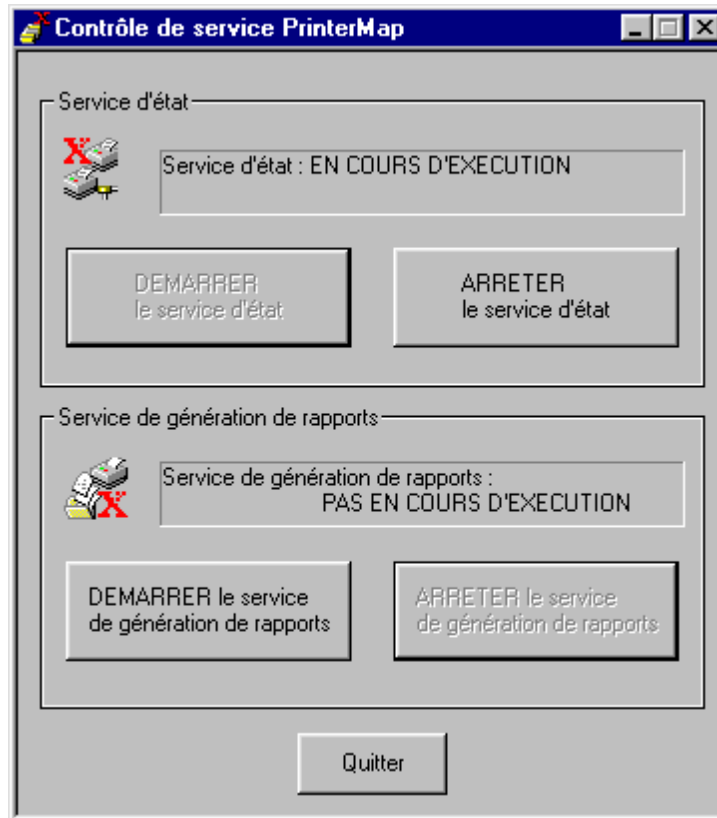 Contrôle de service PrinterMap
Service d'état
X
Service d'état : EN COURS D'EXECUTION
DEMARRER
le service d'état
ARRETER
le service d'état
Service de génération de rapports
X
Service de génération de rapports :
PAS EN COURS D'EXECUTION
DEMARRER le service
de génération de rapports
ARRETER le service
de génération de rapports
Quitter